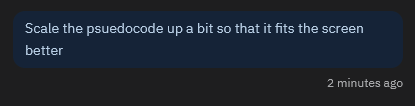 Scale the psuedocode up a bit so that it fits the screen
better
2 minutes ago